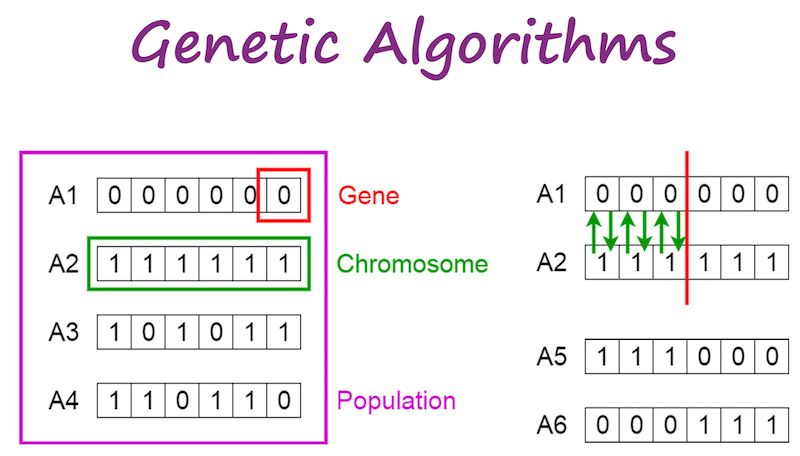 Genetic Algorithms
A1 0 0 0 0 0 0 Gene
A2 1 1 1 1 1 1 Chromosome
A3 1 0 1 0 1 1
A4 1 1 0 1 1 0 Population
A1 0 0 0 0 0 0
A2 1 1 1 1 1 1
A5 1 1 1 0 0 0
A6 0 0 0 1 1 1